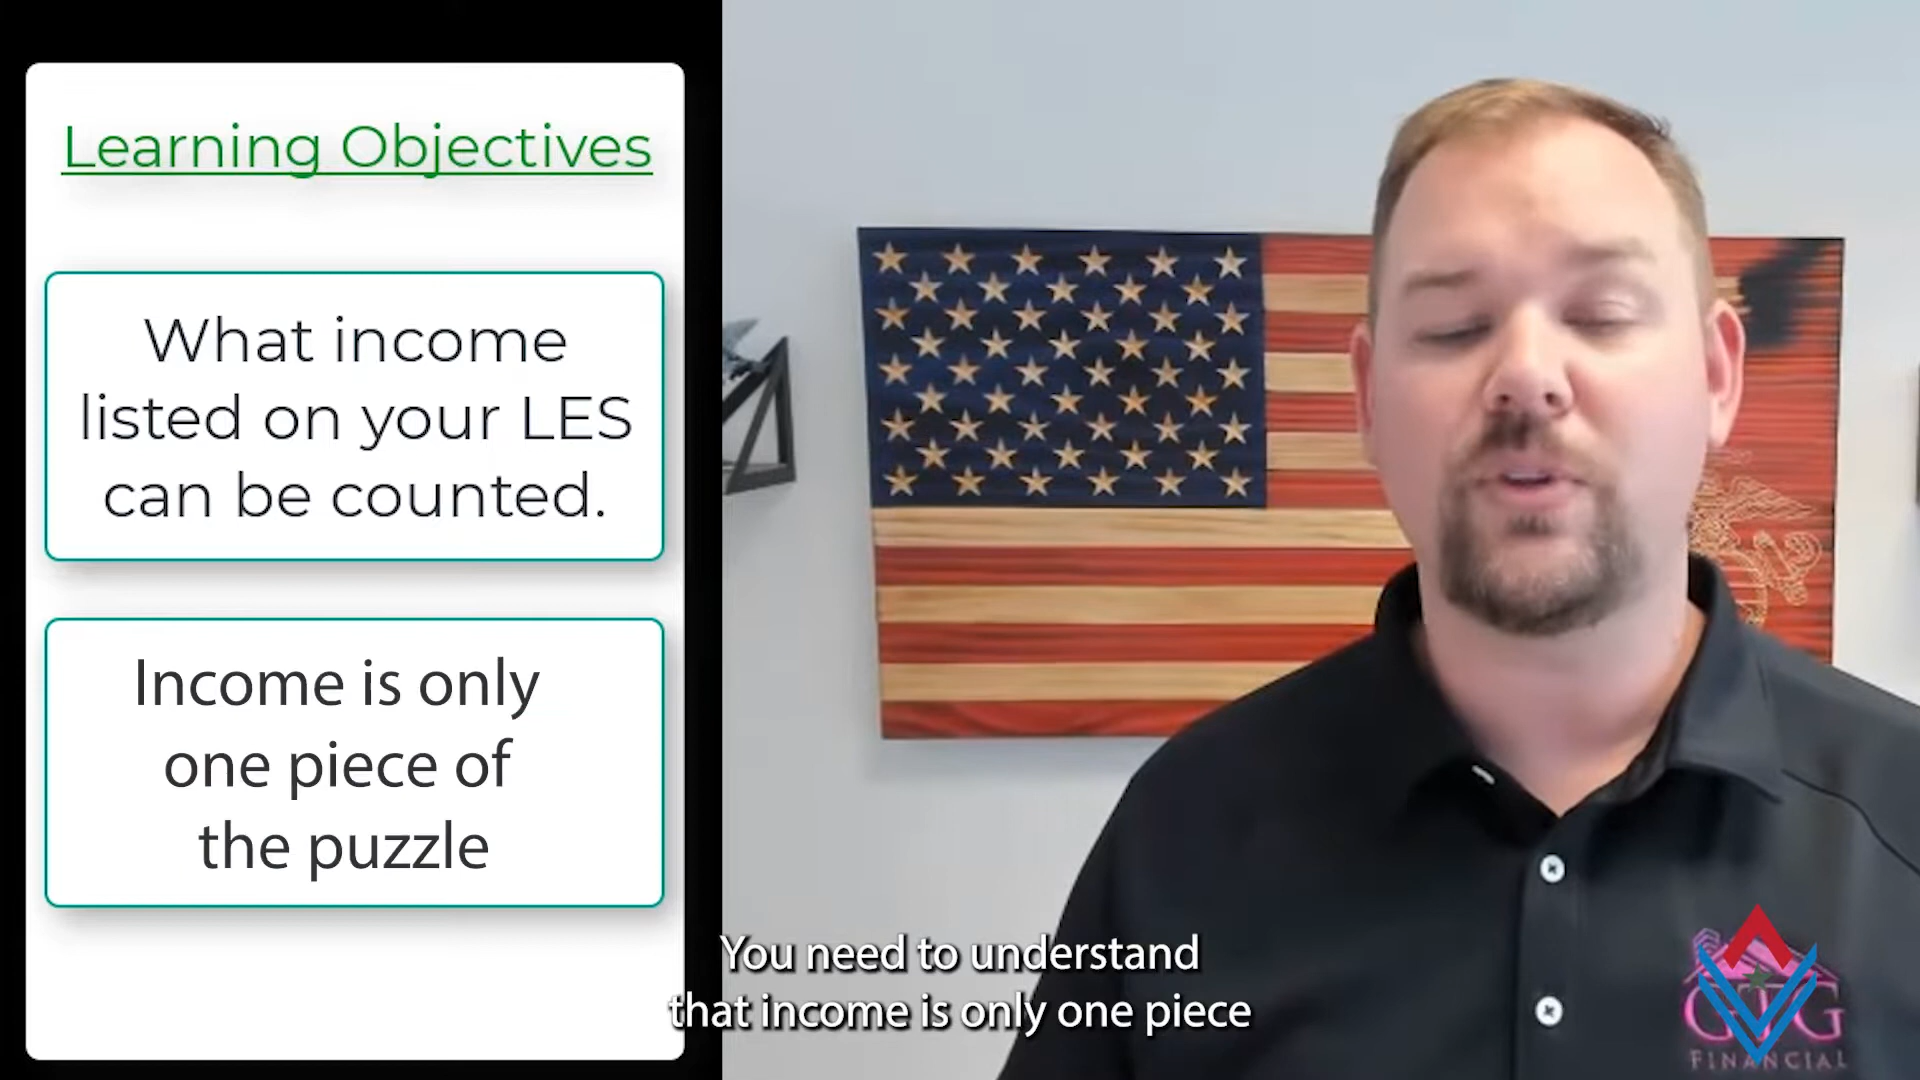 Learning Objectives
What income
listed on your LES
can be counted.
Income is only
one piece of
the puzzle
You need to understand
that income is only one piece
GTG
FINANCIAL